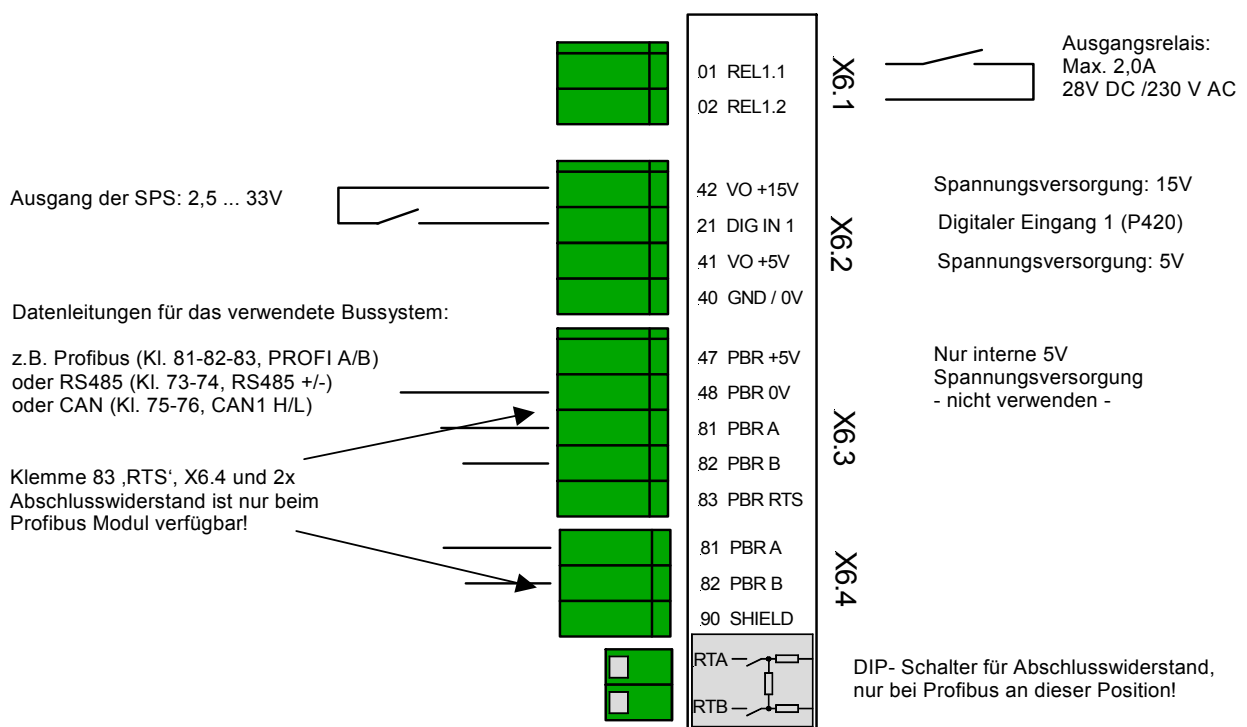 01 REL1.1
02 REL1.2
X6.1
Ausgangsrelais:
Max. 2,0A
28V DC /230 V AC
Ausgang der SPS: 2,5 ... 33V
42 VO +15V
21 DIG IN 1
41 VO +5V
40 GND / 0V
X6.2
Spannungsversorgung: 15V
Digitaler Eingang 1 (P420)
Spannungsversorgung: 5V
Datenleitungen für das verwendete Bussystem:
z.B. Profibus (Kl. 81-82-83, PROFI A/B)
oder RS485 (Kl. 73-74, RS485 +/-)
oder CAN (Kl. 75-76, CAN1 H/L)
Klemme 83 ‚RTS‘, X6.4 und 2x
Abschlusswiderstand ist nur beim
Profibus Modul verfügbar!
47 PBR +5V
48 PBR 0V
81 PBR A
82 PBR B
83 PBR RTS
X6.3
Nur interne 5V
Spannungsversorgung
- nicht verwenden -
81 PBR A
82 PBR B
90 SHIELD
X6.4
RTA
RTB
DIP- Schalter für Abschlusswiderstand,
nur bei Profibus an dieser Position!